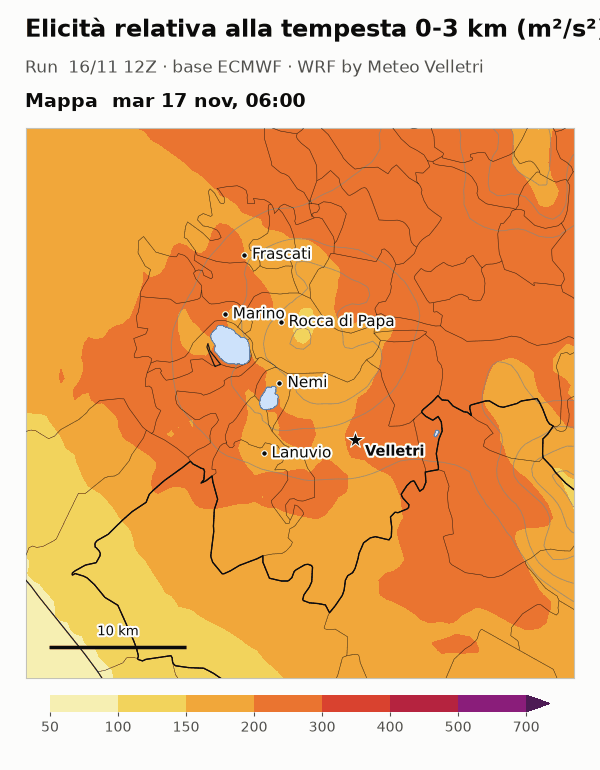 Elicità relativa alla tempesta 0-3 km (m²/s²)
Run 16/11 12Z · base ECMWF · WRF by Meteo Velletri
Mappa mar 17 nov, 06:00
Frascati
Marino
Rocca di Papa
Nemi
Velletri
Lanuvio
10 km
50 100 150 200 300 400 500 700